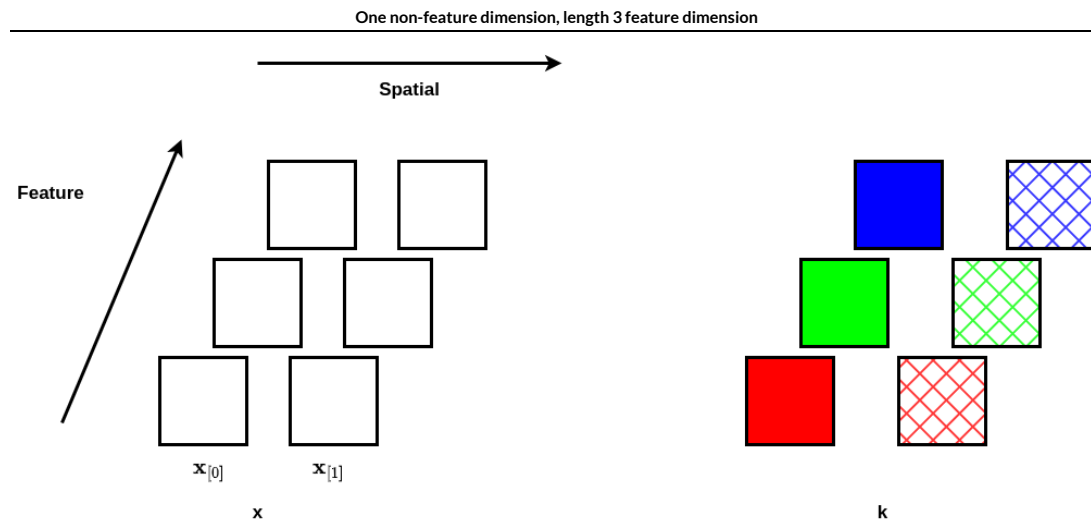 One non-feature dimension, length 3 feature dimension
Spatial
Feature
x[0] x[1]
x k